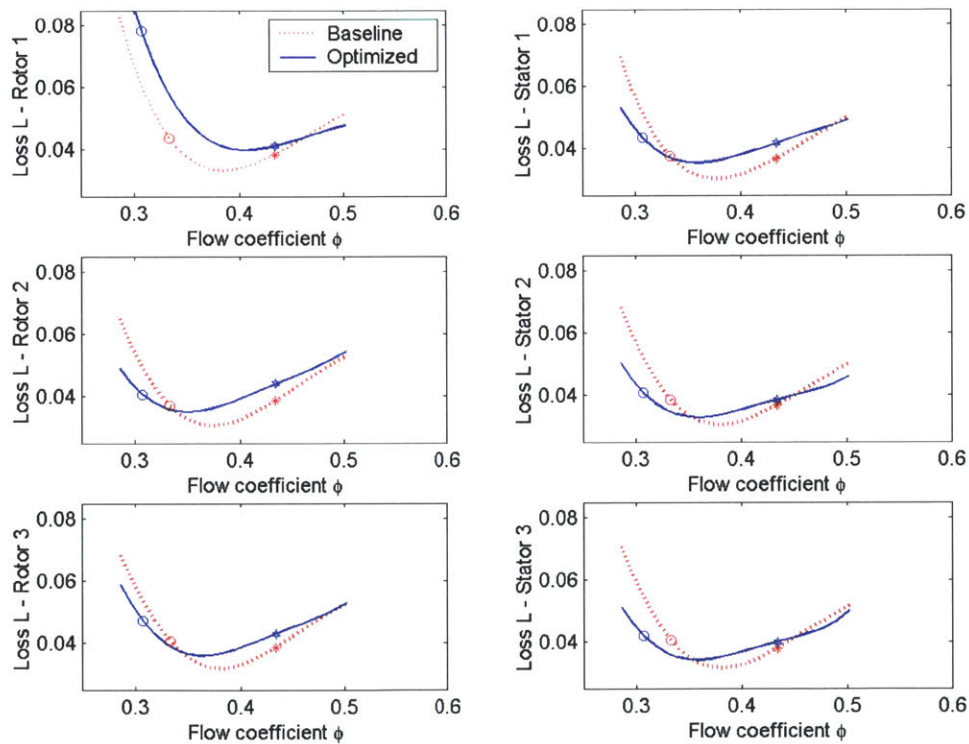 Baseline
Optimized
Loss L - Rotor 1
0.08
0.06
0.04
0.3 0.4 0.5 0.6
Flow coefficient ϕ
Loss L - Stator 1
0.08
0.06
0.04
0.3 0.4 0.5 0.6
Flow coefficient ϕ
Loss L - Rotor 2
0.08
0.06
0.04
0.3 0.4 0.5 0.6
Flow coefficient ϕ
Loss L - Stator 2
0.08
0.06
0.04
0.3 0.4 0.5 0.6
Flow coefficient ϕ
Loss L - Rotor 3
0.08
0.06
0.04
0.3 0.4 0.5 0.6
Flow coefficient ϕ
Loss L - Stator 3
0.08
0.06
0.04
0.3 0.4 0.5 0.6
Flow coefficient ϕ